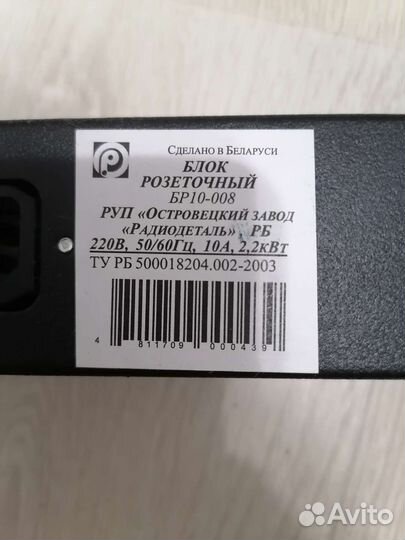 Сделано в Беларуси
БЛОК
РОЗЕТОЧНЫЙ
БР10-008
РУП «Островецкий завод
«Радиодеталь», РБ
220В, 50/60Гц, 10А, 2,2кВт
ТУ РБ 500018204.002-2003
4 811709 000439
Avito